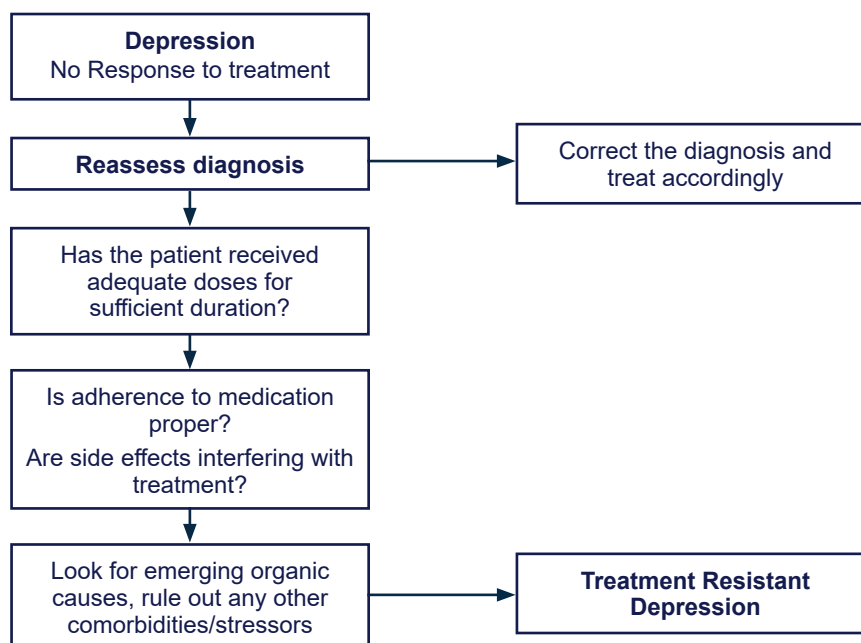 Depression
No Response to treatment
Reassess diagnosis
Correct the diagnosis and
treat accordingly
Has the patient received
adequate doses for
sufficient duration?
Is adherence to medication
proper?
Are side effects interfering with
treatment?
Look for emerging organic
causes, rule out any other
comorbidities/stressors
Treatment Resistant
Depression